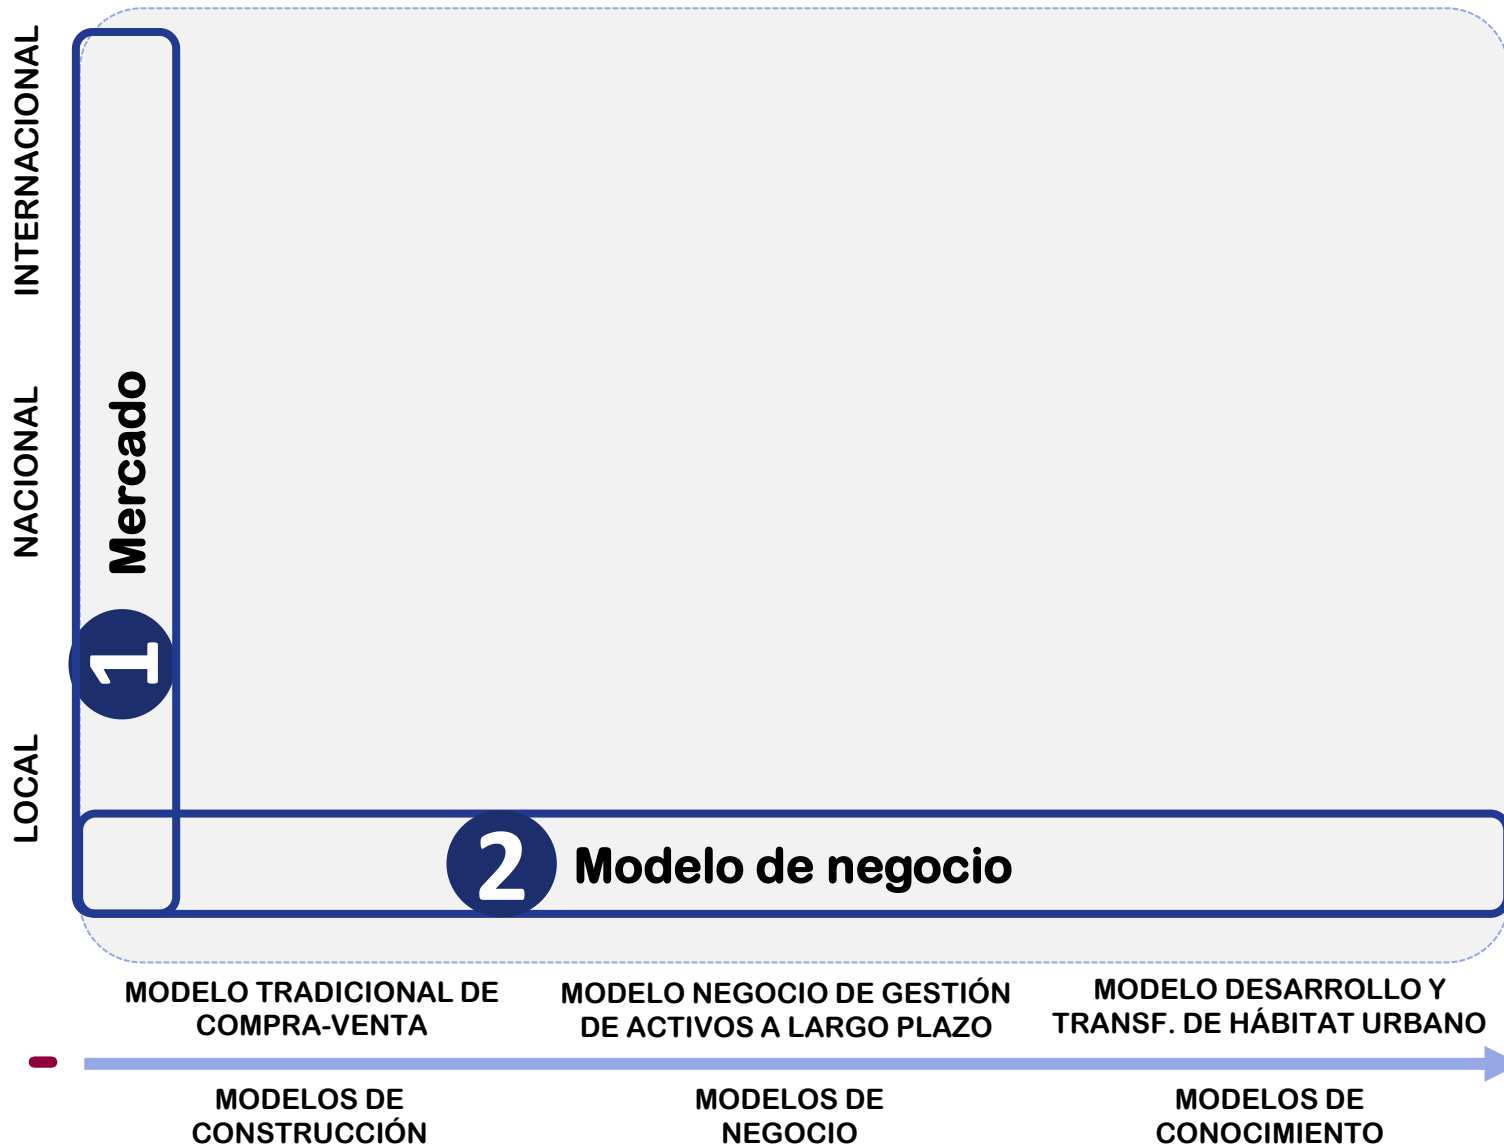 INTERNACIONAL
NACIONAL
LOCAL
1 Mercado
2 Modelo de negocio
MODELO TRADICIONAL DE
COMPRA-VENTA
MODELO NEGOCIO DE GESTIÓN
DE ACTIVOS A LARGO PLAZO
MODELO DESARROLLO Y
TRANSF. DE HÁBITAT URBANO
MODELOS DE
CONSTRUCCIÓN
MODELOS DE
NEGOCIO
MODELOS DE
CONOCIMIENTO